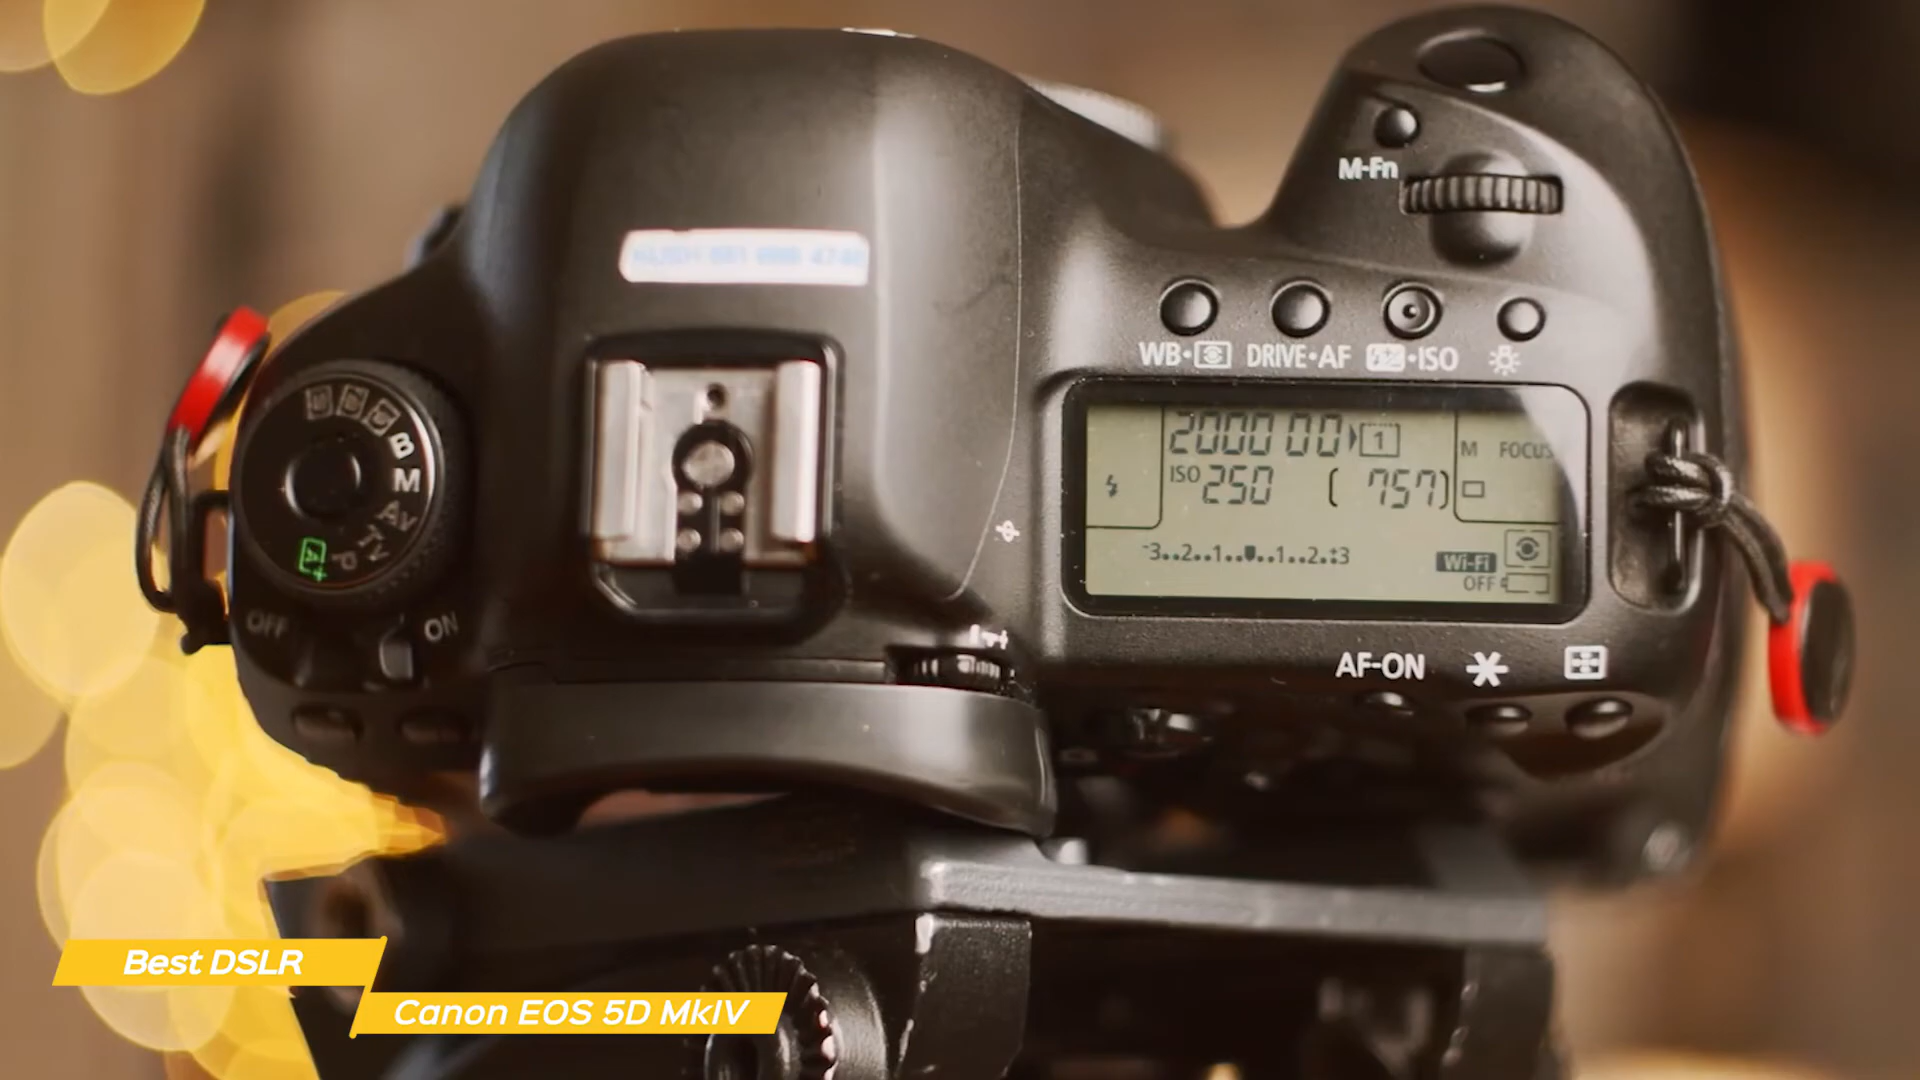 M-Fn
WB• DRIVE•AF •ISO
2000 00 1
M FOCUS
ISO 250 ( 757)
-3..2..1....1..2..:3
Wi-Fi
OFF
B
M
Av
Tv
P
A+
OFF ON
AF-ON
Best DSLR
Canon EOS 5D MkIV